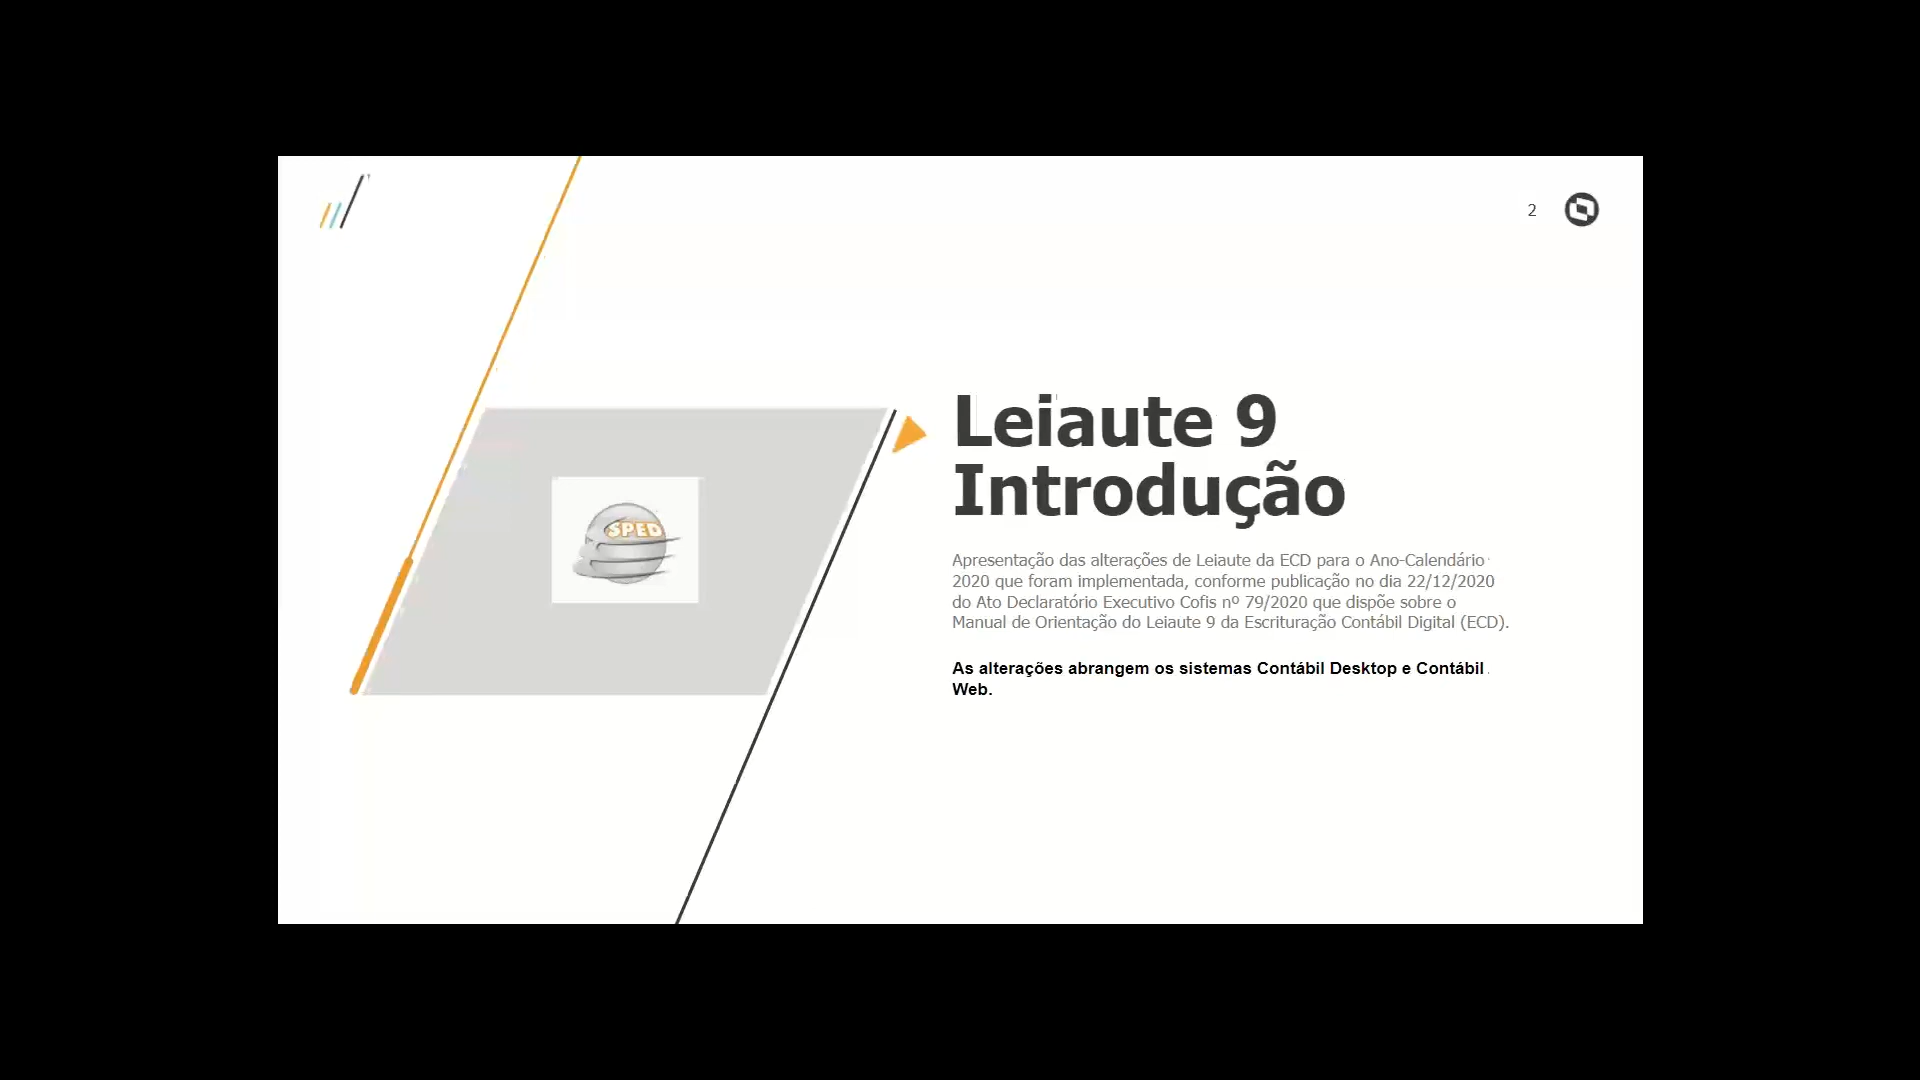 2
SPED
Leiaute 9
Introdução
Apresentação das alterações de Leiaute da ECD para o Ano-Calendário
2020 que foram implementada, conforme publicação no dia 22/12/2020
do Ato Declaratório Executivo Cofis nº 79/2020 que dispõe sobre o
Manual de Orientação do Leiaute 9 da Escrituração Contábil Digital (ECD).
As alterações abrangem os sistemas Contábil Desktop e Contábil
Web.